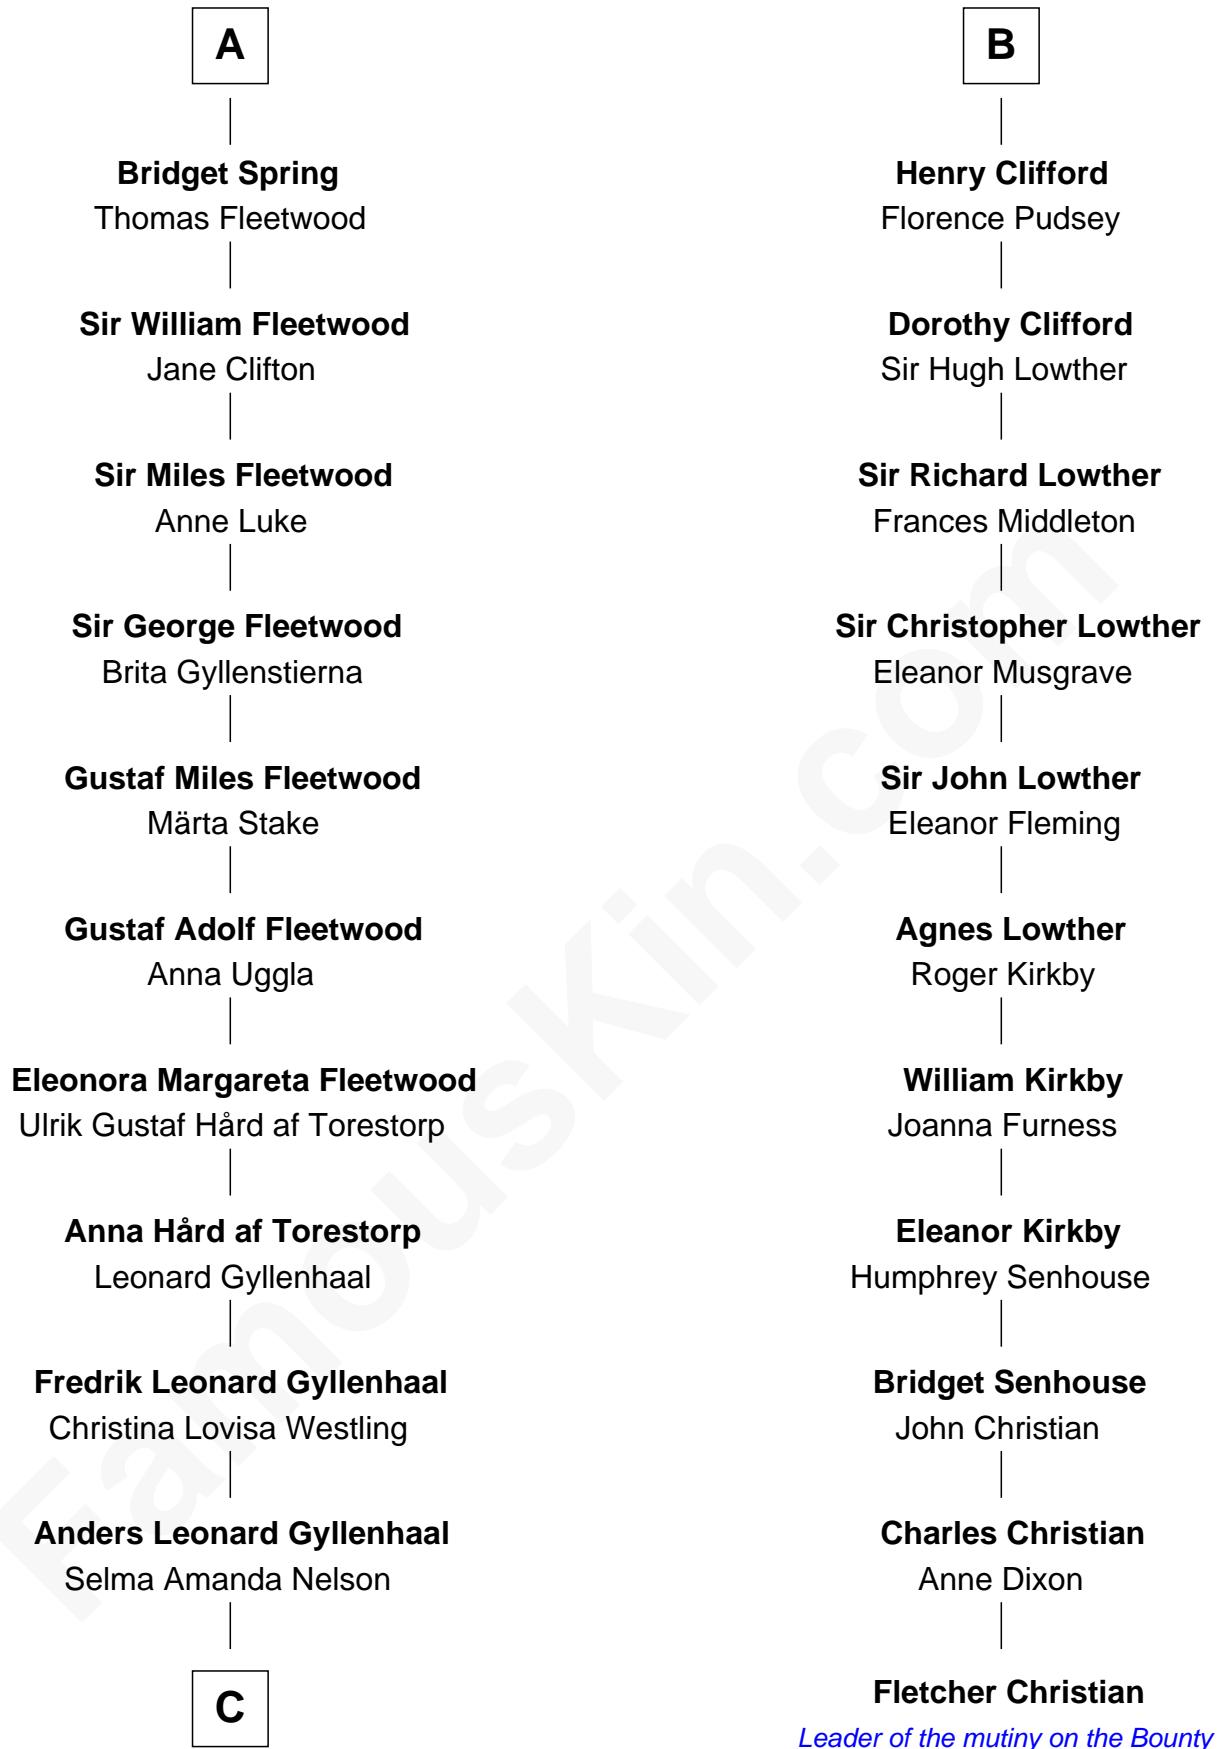 A
Bridget Spring
Thomas Fleetwood
Sir William Fleetwood
Jane Clifton
Sir Miles Fleetwood
Anne Luke
Sir George Fleetwood
Brita Gyllenstierna
Gustaf Miles Fleetwood
Märta Stake
Gustaf Adolf Fleetwood
Anna Uggla
Eleonora Margareta Fleetwood
Ulrik Gustaf Hård af Torestorp
Anna Hård af Torestorp
Leonard Gyllenhaal
Fredrik Leonard Gyllenhaal
Christina Lovisa Westling
Anders Leonard Gyllenhaal
Selma Amanda Nelson
C
B
Henry Clifford
Florence Pudsey
Dorothy Clifford
Sir Hugh Lowther
Sir Richard Lowther
Frances Middleton
Sir Christopher Lowther
Eleanor Musgrave
Sir John Lowther
Eleanor Fleming
Agnes Lowther
Roger Kirkby
William Kirkby
Joanna Furness
Eleanor Kirkby
Humphrey Senhouse
Bridget Senhouse
John Christian
Charles Christian
Anne Dixon
Fletcher Christian
Leader of the mutiny on the Bounty
FamousKin.com